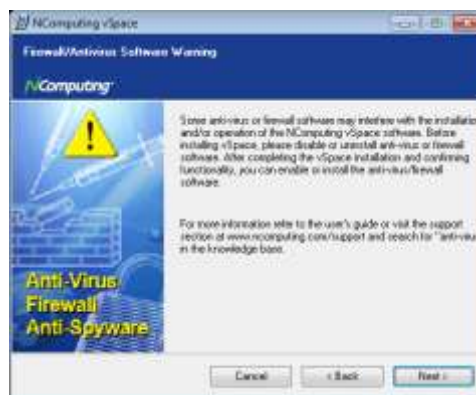 NComputing vSpace
Firewall/Antivirus Software Warning
NComputing
Some anti-virus or firewall software may interfere with the installation
and/or operation of the NComputing vSpace software. Before
installing vSpace, please disable or uninstall anti-virus or firewall
software. After completing the vSpace installation and confirming
functionality, you can enable or install the anti-virus/firewall
software.
For more information refer to the user's guide or visit the support
section at www.ncomputing.com/support and search for "anti-virus
in the knowledge base.
Anti-Virus
Firewall
Anti-Spyware
Cancel
< Back
Next >